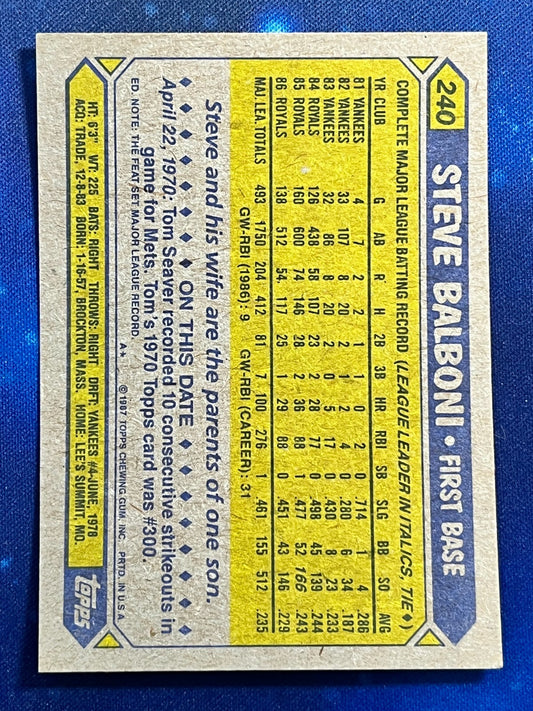 240 STEVE BALBONI • FIRST BASE
COMPLETE MAJOR LEAGUE BATTING RECORD (LEAGUE LEADER IN ITALICS, TIE ♦)
YR CLUB G AB R H 2B 3B HR RBI SB SLG BB SO AVG
81 YANKEES 4 7 2 2 1 1 0 2 0 .714 1 4 .286
82 YANKEES 33 107 8 20 2 1 2 4 0 .280 6 34 .187
83 YANKEES 32 86 8 20 2 0 5 17 0 .430 8 23 .233
84 ROYALS 126 438 58 107 23 2 28 77 0 .498 45 139 .244
85 ROYALS 160 600 74 146 28 2 36 88 1 .477 52 166 .243
86 ROYALS 138 512 54 117 25 1 29 88 0 .451 43 146 .229
MAJ. LEA. TOTALS 493 1750 204 412 81 7 100 276 1 .461 155 512 .235
GW-RBI (1986): 9 GW-RBI (CAREER): 31
Steve and his wife are the parents of one son.
♦ ♦ ♦ ♦ ♦ ON THIS DATE ♦ ♦ ♦ ♦ ♦
April 22, 1970: Tom Seaver recorded 10 consecutive strikeouts in
game for Mets. Tom's 1970 Topps card was #300.
ED. NOTE: THE FEAT SET MAJOR LEAGUE RECORD.
A* ©1987 TOPPS CHEWING GUM, INC. PRTD. IN U.S.A.
HT: 6'3" WT: 225 BATS: RIGHT THROWS: RIGHT DRFT: YANKEES #4-JUNE, 1978
ACQ: TRADE, 12-8-83 BORN: 1-16-57, BROCKTON, MASS. HOME: LEE'S SUMMIT, MO.
topps